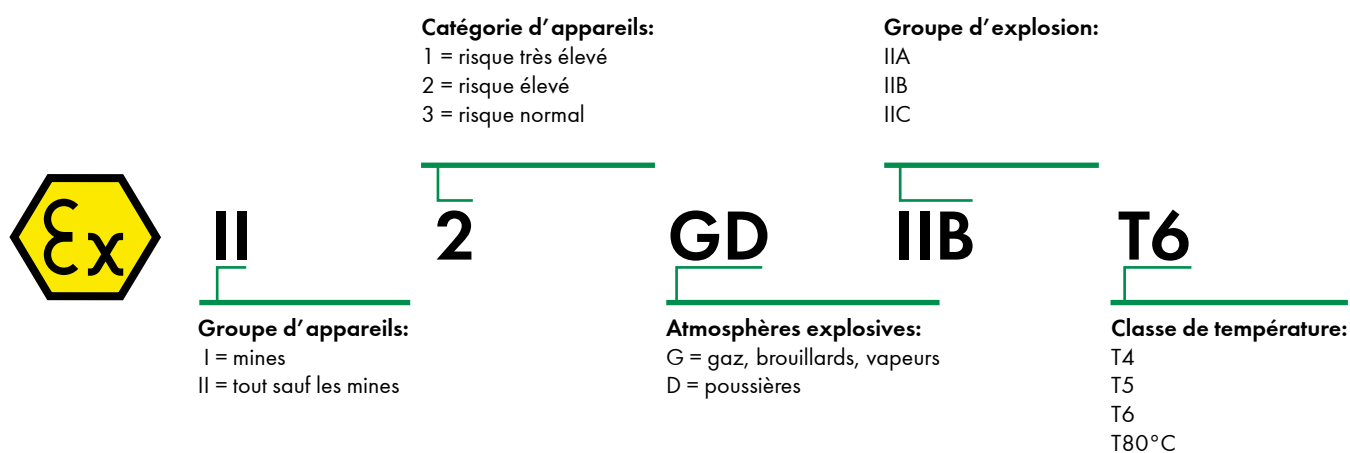 Catégorie d'appareils:
1 = risque très élevé
2 = risque élevé
3 = risque normal
Groupe d'explosion:
IIA
IIB
IIC
Ex II 2 GD IIB T6
Groupe d'appareils:
I = mines
II = tout sauf les mines
Atmosphères explosives:
G = gaz, brouillards, vapeurs
D = poussières
Classe de température:
T4
T5
T6
T80°C